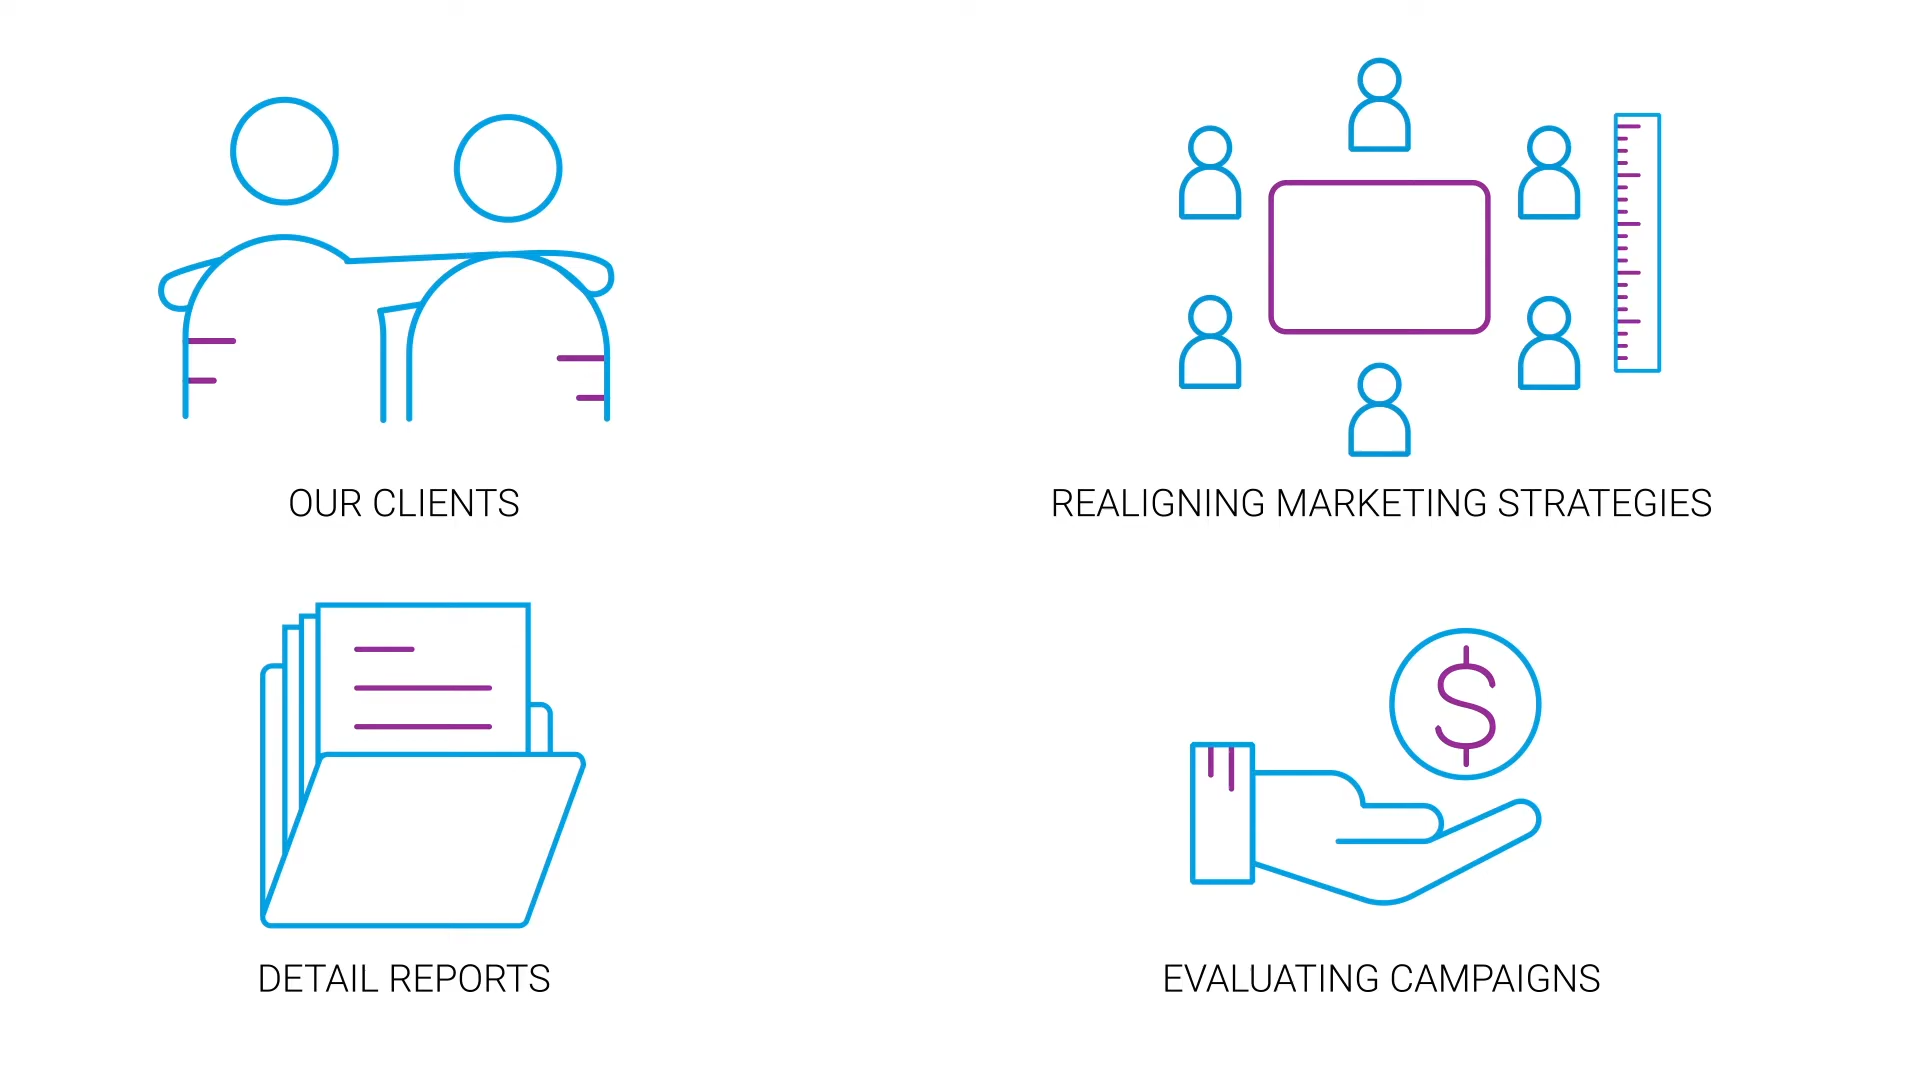 OUR CLIENTS
REALIGNING MARKETING STRATEGIES
$
DETAIL REPORTS
EVALUATING CAMPAIGNS